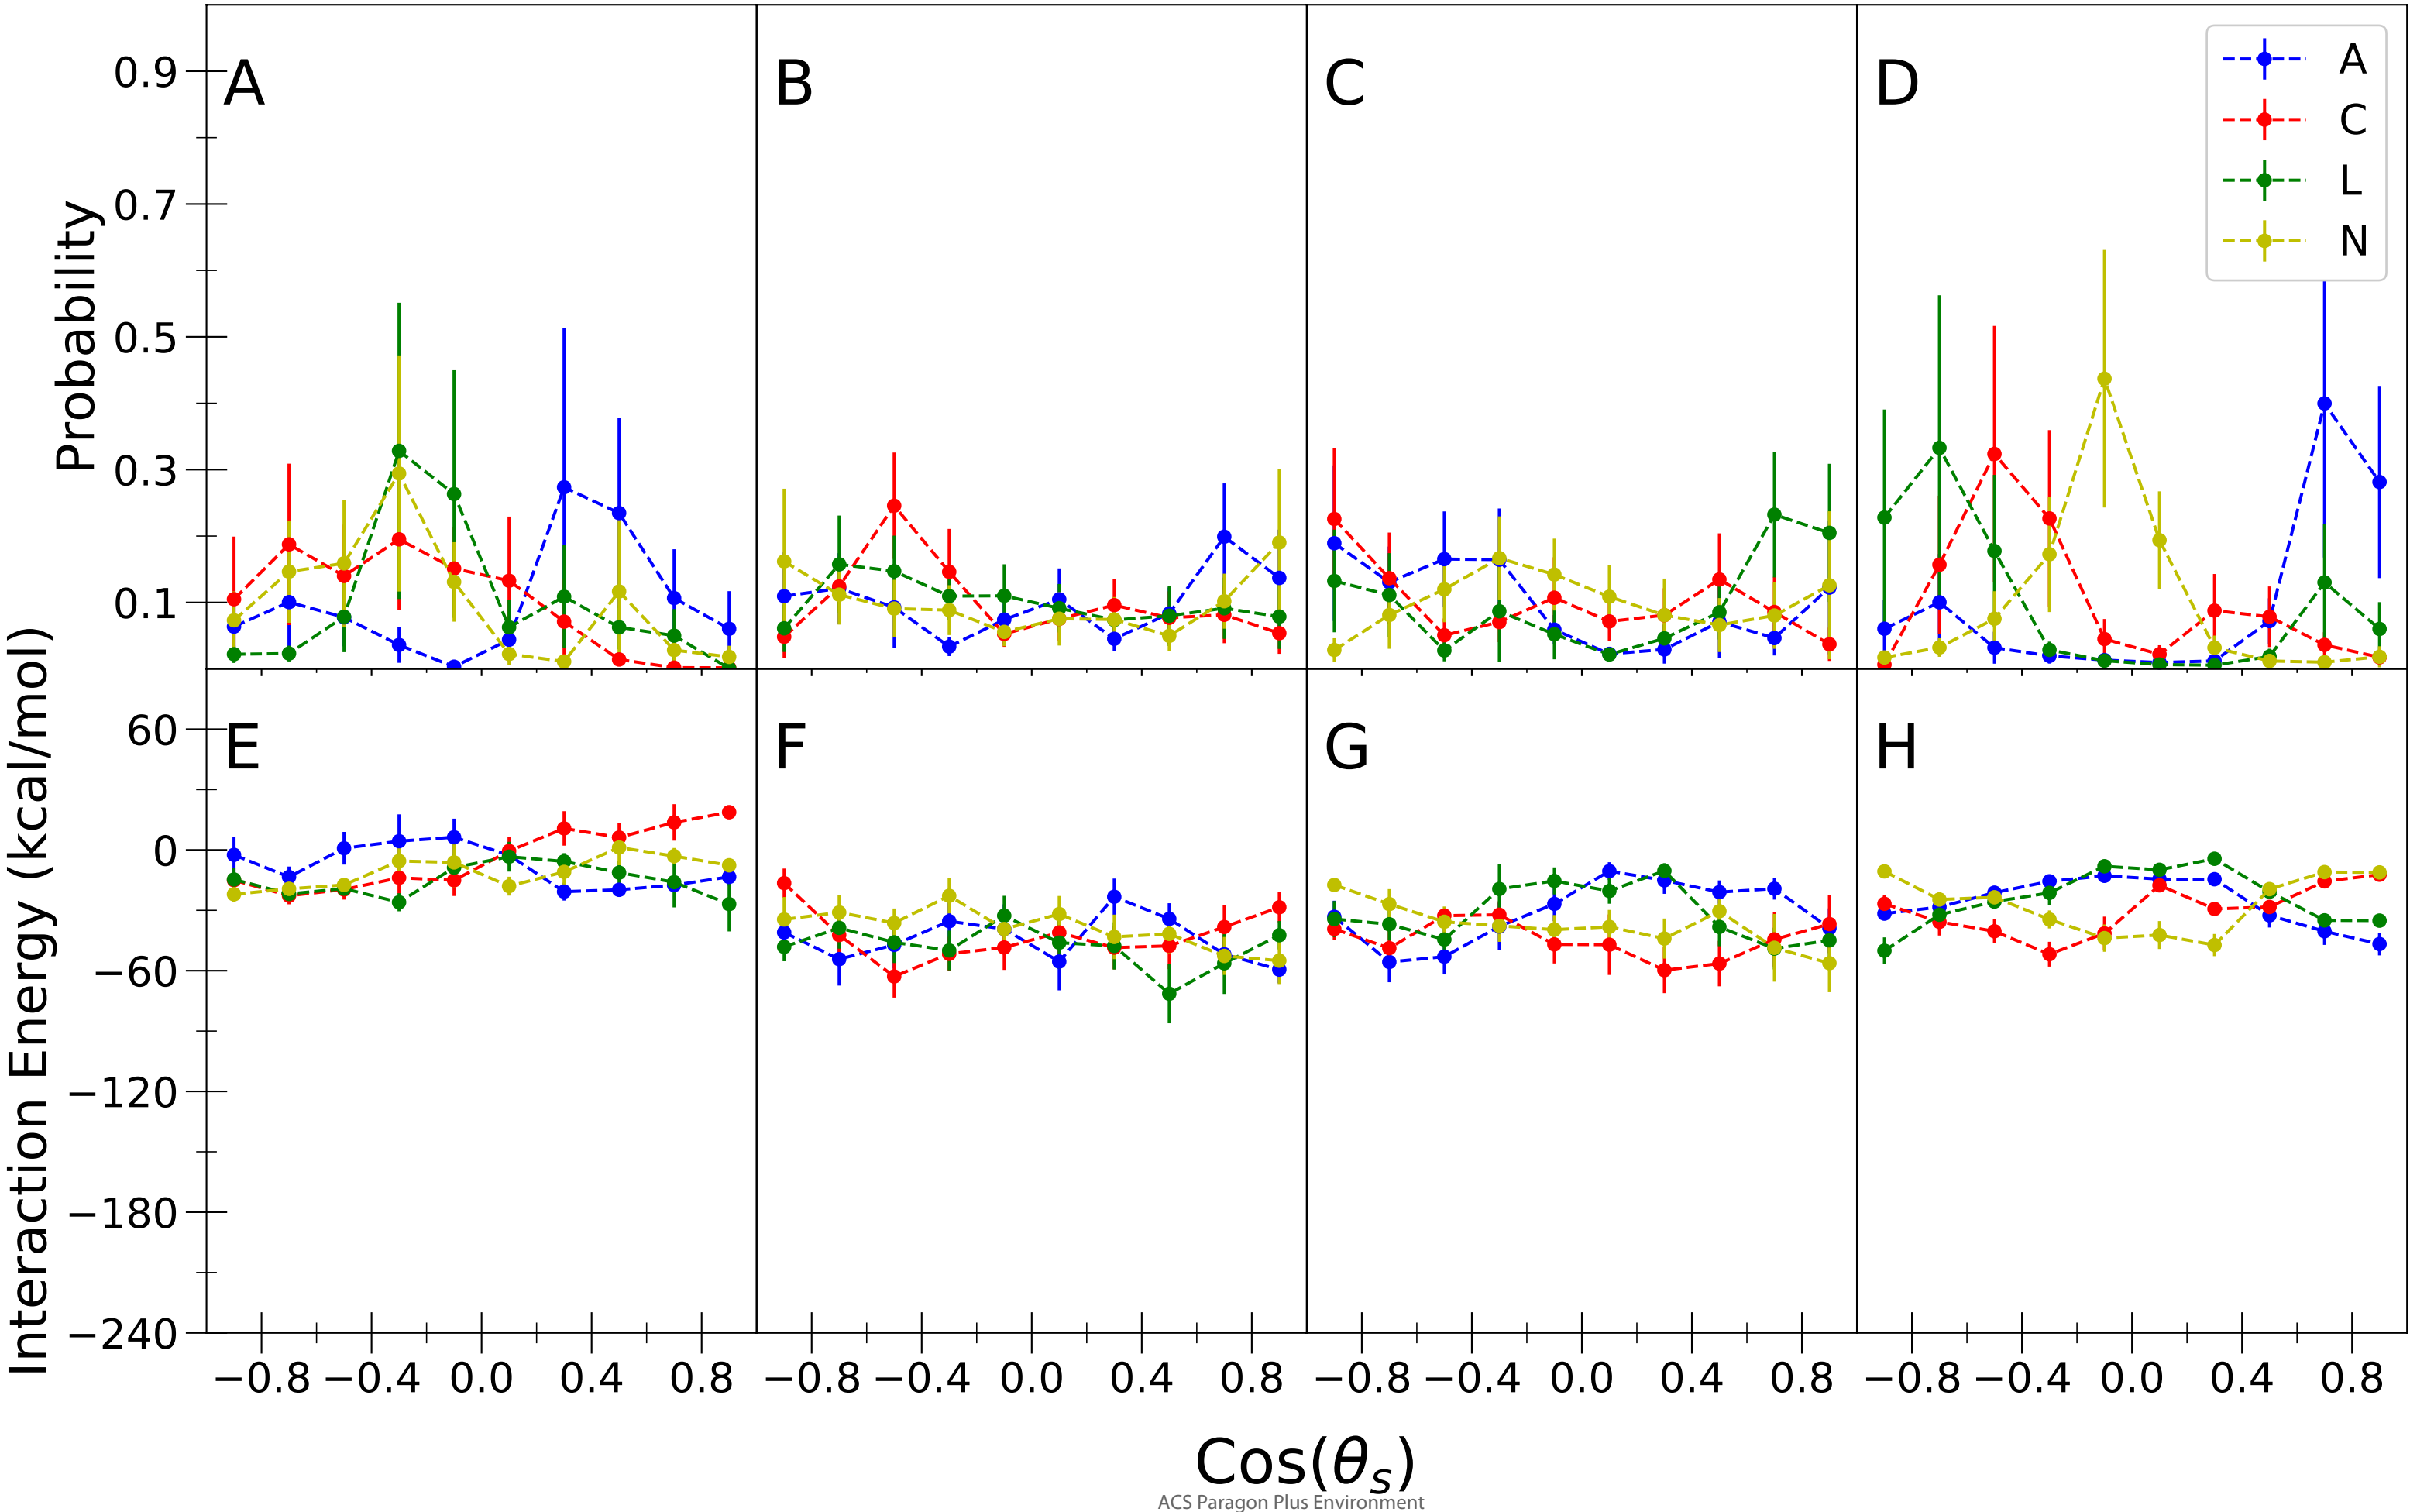 A
B
C
D
A
C
L
N
Probability
0.9
0.7
0.5
0.3
0.1
E
F
G
H
Interaction Energy (kcal/mol)
60
0
−60
−120
−180
−240
−0.8 −0.4 0.0 0.4 0.8 −0.8 −0.4 0.0 0.4 0.8 −0.8 −0.4 0.0 0.4 0.8 −0.8 −0.4 0.0 0.4 0.8
Cos(θs)
ACS Paragon Plus Environment